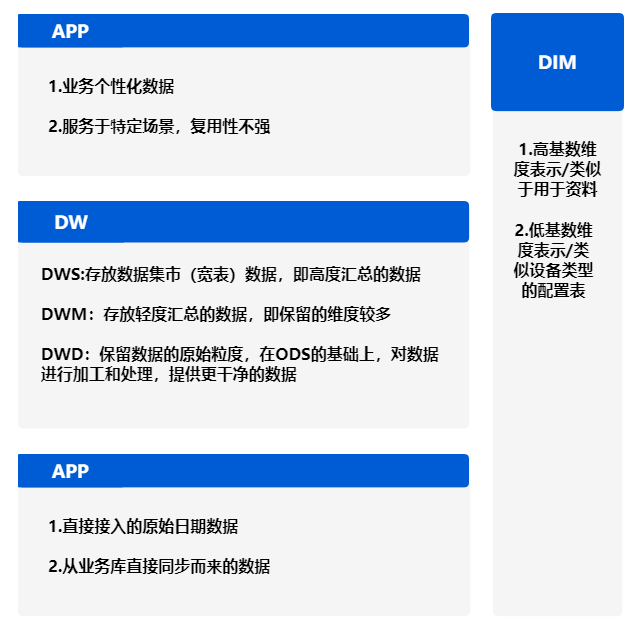 APP
1.业务个性化数据
2.服务于特定场景，复用性不强
DW
DWS:存放数据集市（宽表）数据，即高度汇总的数据
DWM：存放轻度汇总的数据，即保留的维度较多
DWD：保留数据的原始粒度，在ODS的基础上，对数据
进行加工和处理，提供更干净的数据
APP
1.直接接入的原始日期数据
2.从业务库直接同步而来的数据
DIM
1.高基数维
度表示/类似
于用于资料
2.低基数维
度表示/类
似设备类型
的配置表